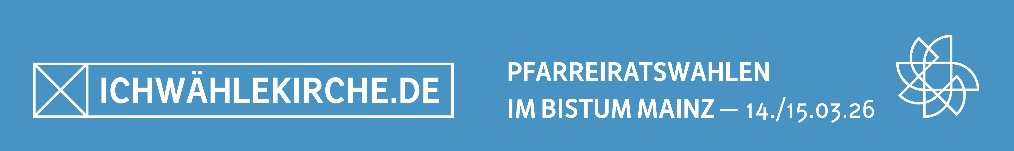 ICHWÄHLEKIRCHE.DE
PFARREIRATSWAHLEN
IM BISTUM MAINZ — 14./15.03.26